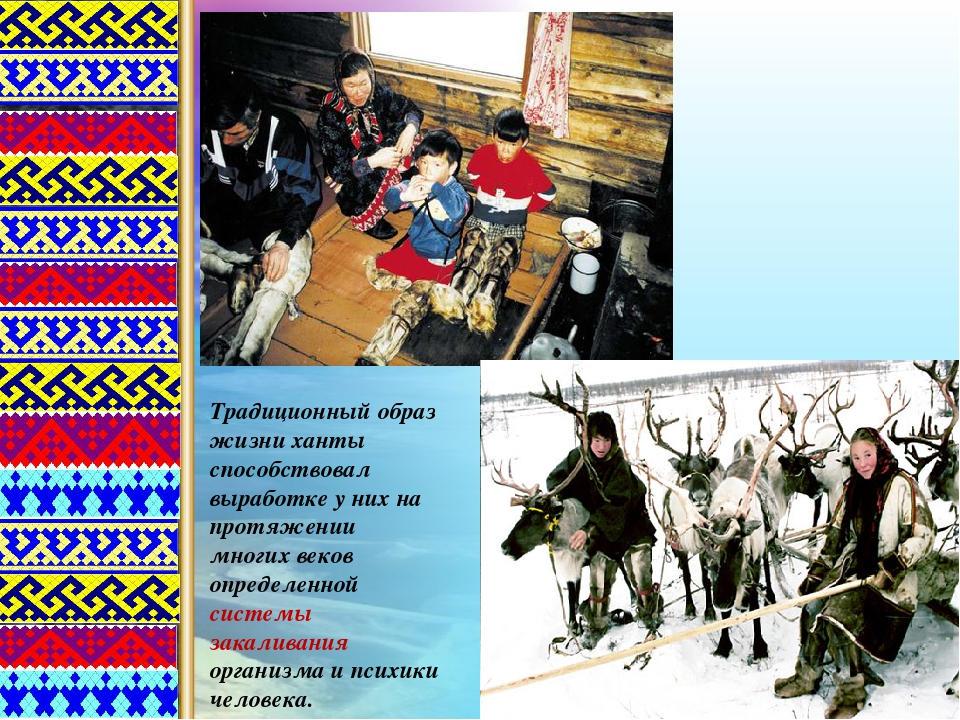 Традиционный образ
жизни ханты
способствовал
выработке у них на
протяжении
многих веков
определенной
системы
закаливания
организма и психики
человека.